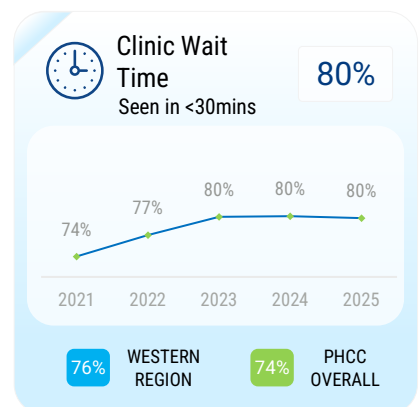 Clinic Wait
Time
Seen in <30mins
80%
74%
77%
80%
80%
80%
2021
2022
2023
2024
2025
76%
WESTERN
REGION
74%
PHCC
OVERALL